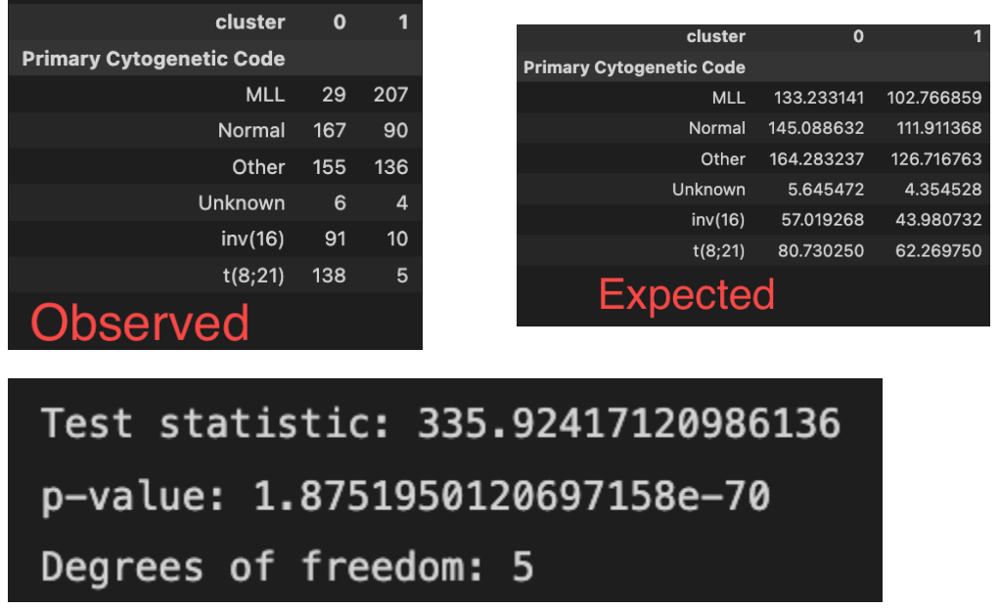 cluster 0 1
Primary Cytogenetic Code
MLL 29 207
Normal 167 90
Other 155 136
Unknown 6 4
inv(16) 91 10
t(8;21) 138 5
Observed
cluster 0 1
Primary Cytogenetic Code
MLL 133.233141 102.766859
Normal 145.088632 111.911368
Other 164.283237 126.716763
Unknown 5.645472 4.354528
inv(16) 57.019268 43.980732
t(8;21) 80.730250 62.269750
Expected
Test statistic: 335.92417120986136
p-value: 1.8751950120697158e-70
Degrees of freedom: 5